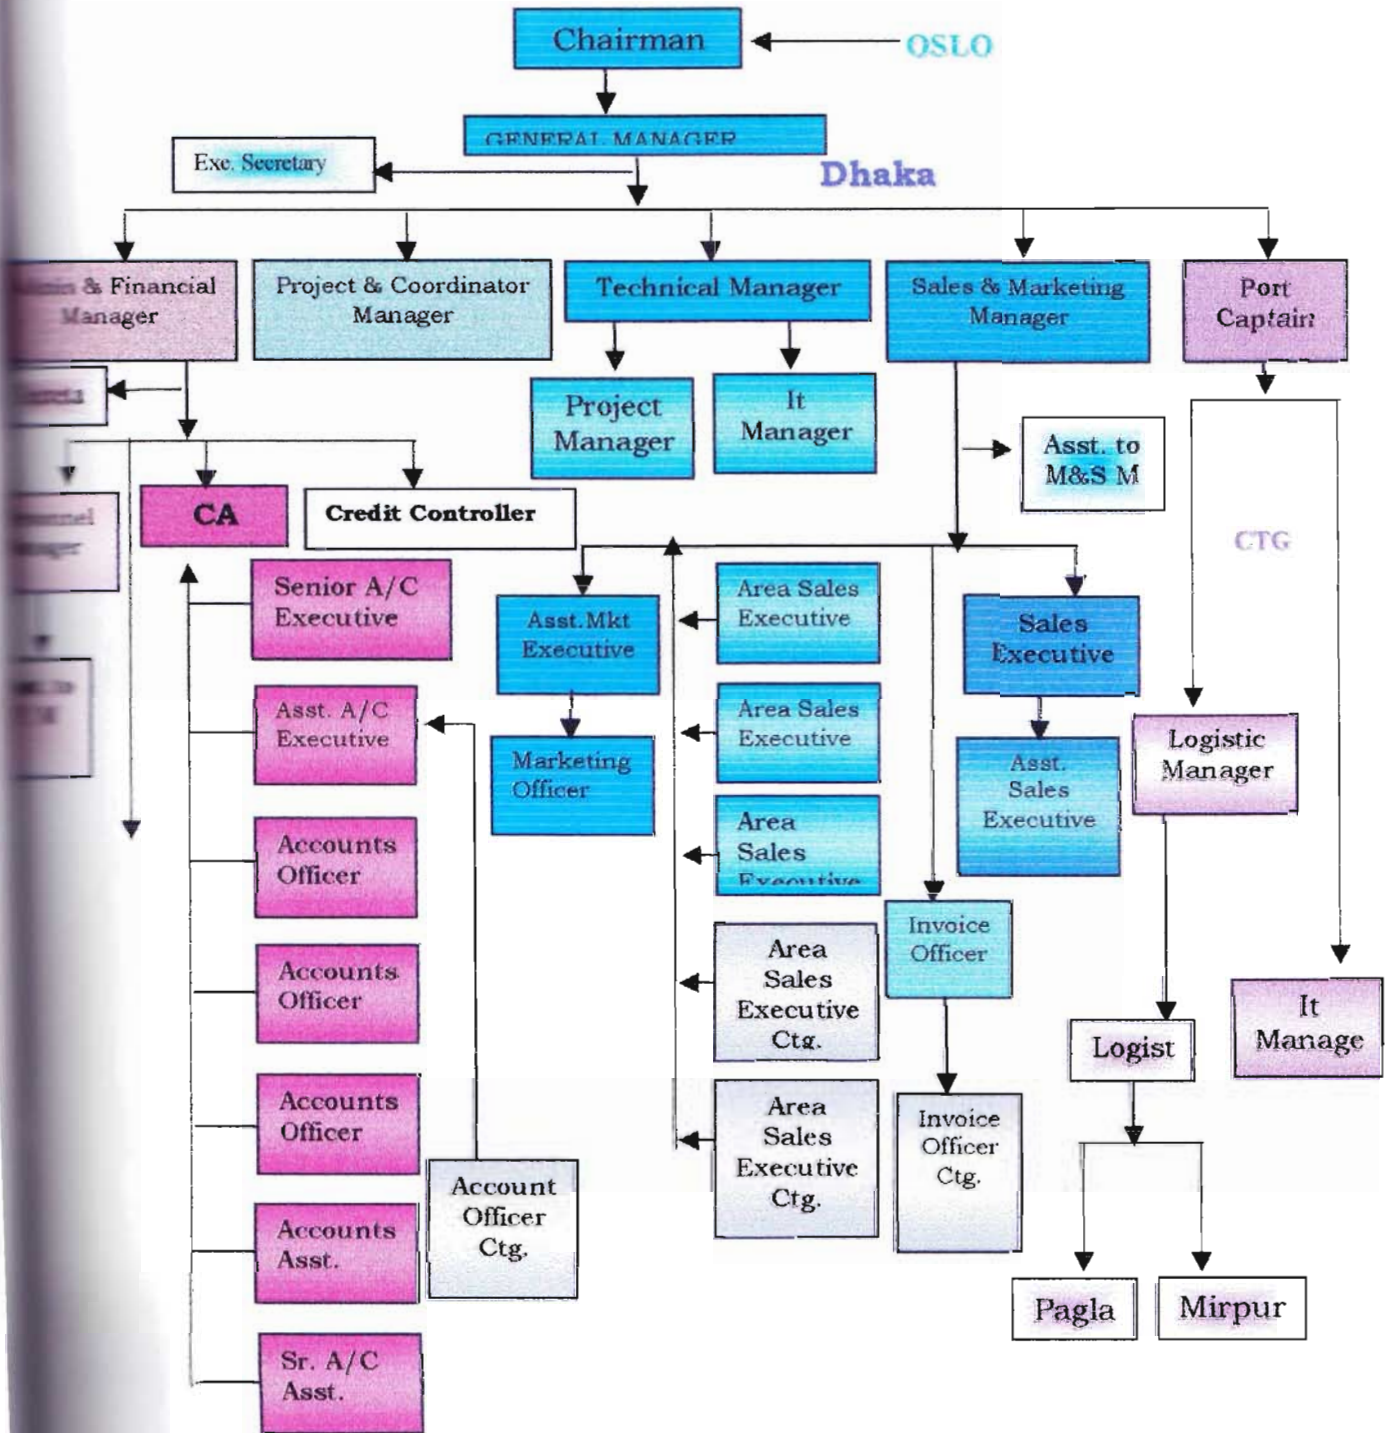 Chairman
OSLO
GENERAL MANAGER
Exe. Secretary
Dhaka
& Financial
Manager
Project & Coordinator
Manager
Technical Manager
Sales & Marketing
Manager
Port
Captain
Project
Manager
It
Manager
Asst. to
M&S M
CA
Credit Controller
CTG
Senior A/C
Executive
Asst.Mkt
Executive
Area Sales
Executive
Sales
Executive
Asst. A/C
Executive
Marketing
Officer
Area Sales
Executive
Asst.
Sales
Executive
Logistic
Manager
Accounts
Officer
Area
Sales
Executive
Invoice
Officer
Accounts
Officer
Area
Sales
Executive
Ctg.
It
Manage
Logist
Accounts
Officer
Account
Officer
Ctg.
Area
Sales
Executive
Ctg.
Invoice
Officer
Ctg.
Accounts
Asst.
Pagla
Mirpur
Sr. A/C
Asst.